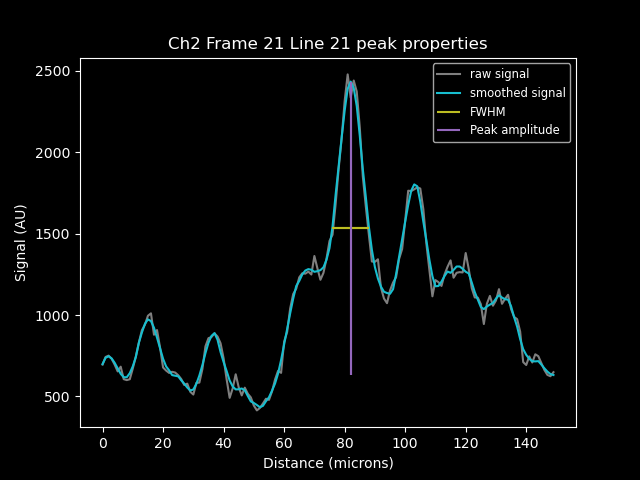 Ch2 Frame 21 Line 21 peak properties
raw signal
smoothed signal
FWHM
Peak amplitude
2500
2000
1500
1000
500
Signal (AU)
0 20 40 60 80 100 120 140
Distance (microns)